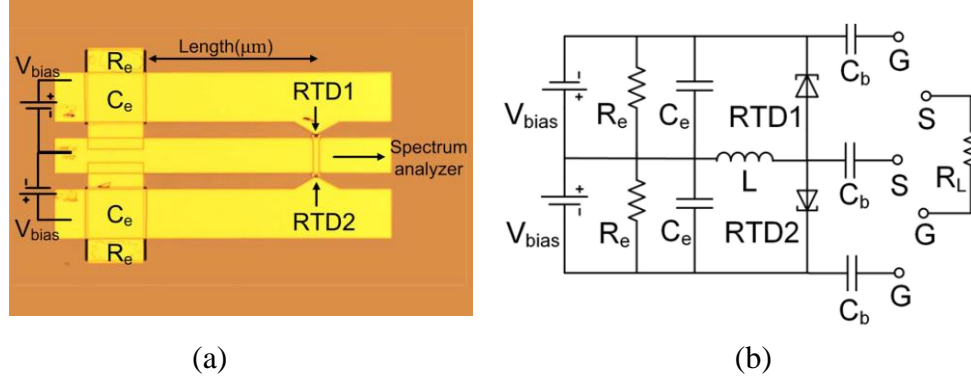 Length(μm)
Re
Vbias
Ce
RTD1
- +
Spectrum
analyzer
- +
Ce
RTD2
Vbias
Re
(a)
Cb
G
- +
Vbias
Re
Ce
RTD1
S
L
Cb
S
RL
+ -
Vbias
Re
Ce
RTD2
G
Cb
G
(b)